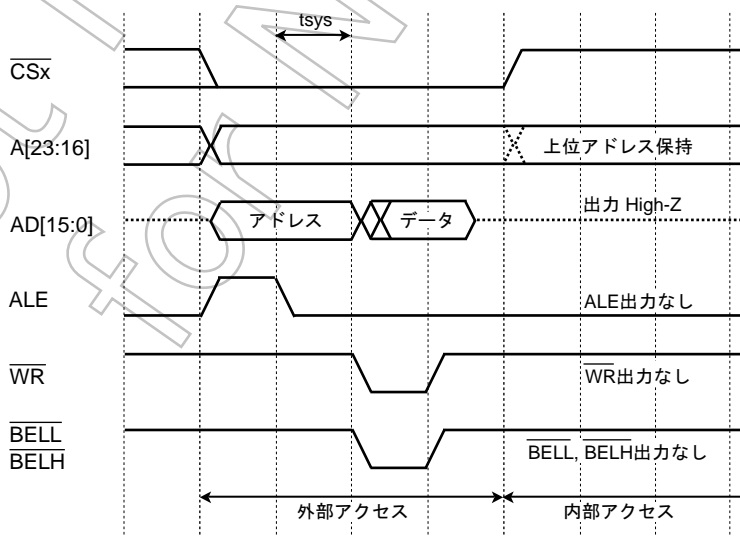 tsys
CSx
A[23:16]
上位アドレス保持
AD[15:0]
アドレス
データ
出力 High-Z
ALE
ALE出力なし
WR
WR出力なし
BELL
BELH
BELL, BELH出力なし
外部アクセス
内部アクセス
for N